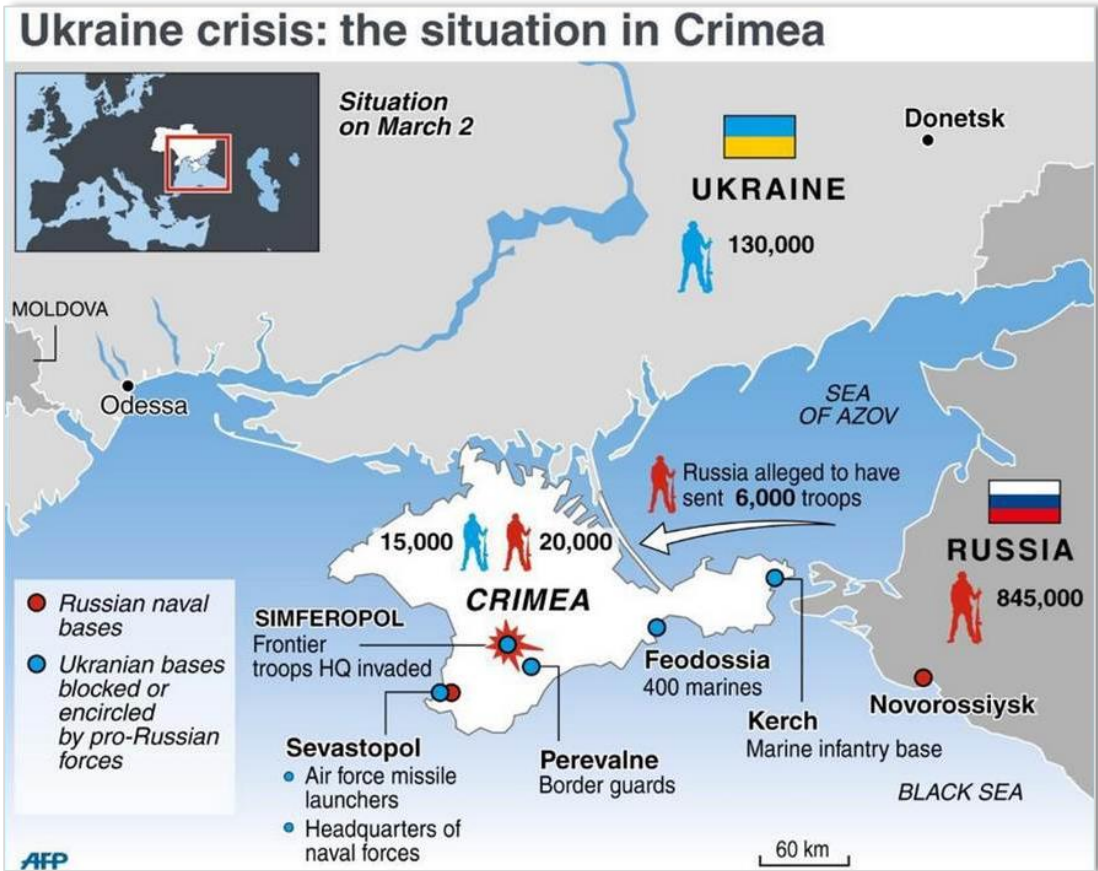 Ukraine crisis: the situation in Crimea
Situation
on March 2
Donetsk
UKRAINE
130,000
MOLDOVA
Odessa
SEA
OF AZOV
Russia alleged to have
sent 6,000 troops
RUSSIA
845,000
15,000
20,000
CRIMEA
Russian naval
bases
Ukranian bases
blocked or
encircled
by pro-Russian
forces
SIMFEROPOL
Frontier
troops HQ invaded
Feodossia
400 marines
Novorossiysk
Kerch
Marine infantry base
Sevastopol
Air force missile
launchers
Headquarters of
naval forces
Perevalne
Border guards
BLACK SEA
60 km
AFP